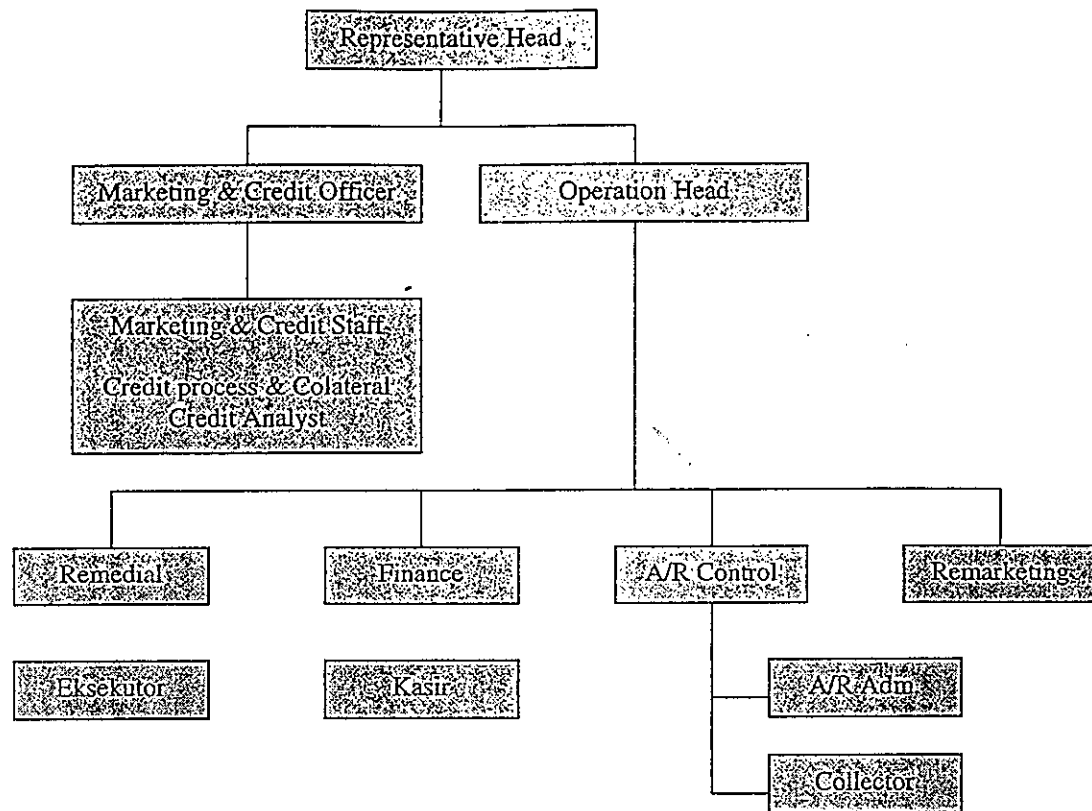 Representative Head
Marketing & Credit Officer
Operation Head
Marketing & Credit Staff
Credit process & Colateral
Credit Analyst
Remedial
Finance
A/R Control
Remarketing
Eksekutor
Kasir
A/R Adm
Collector